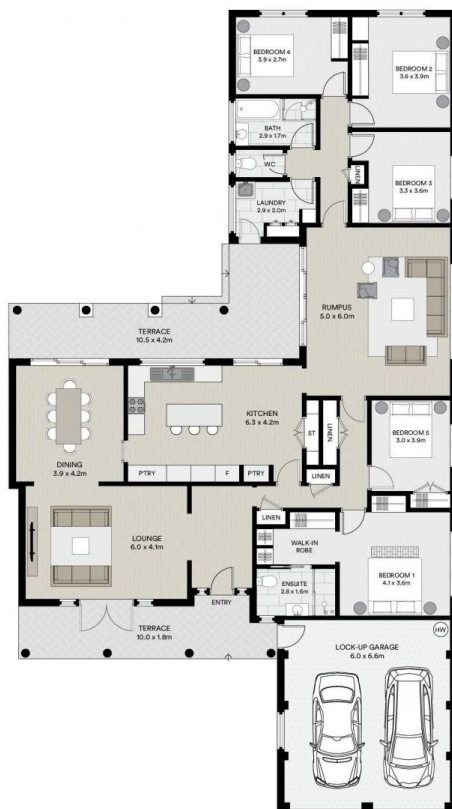 BEDROOM 4
3.9 x 2.7m
BEDROOM 2
3.6 x 3.9m
BATH
2.9 x 1.7m
WC
LINEN
BEDROOM 3
3.3 x 3.6m
LAUNDRY
2.9 x 2.0m
RUMPUS
5.0 x 6.0m
TERRACE
10.5 x 4.2m
KITCHEN
6.3 x 4.2m
ST
LINEN
BEDROOM 5
3.0 x 3.9m
DINING
3.9 x 4.2m
P'TRY
F
P'TRY
LINEN
LOUNGE
6.0 x 4.1m
LINEN
WALK-IN
ROBE
BEDROOM 1
4.1 x 3.6m
ENSUITE
2.8 x 1.6m
ENTRY
TERRACE
10.0 x 1.8m
HW
LOCK-UP GARAGE
6.0 x 6.6m